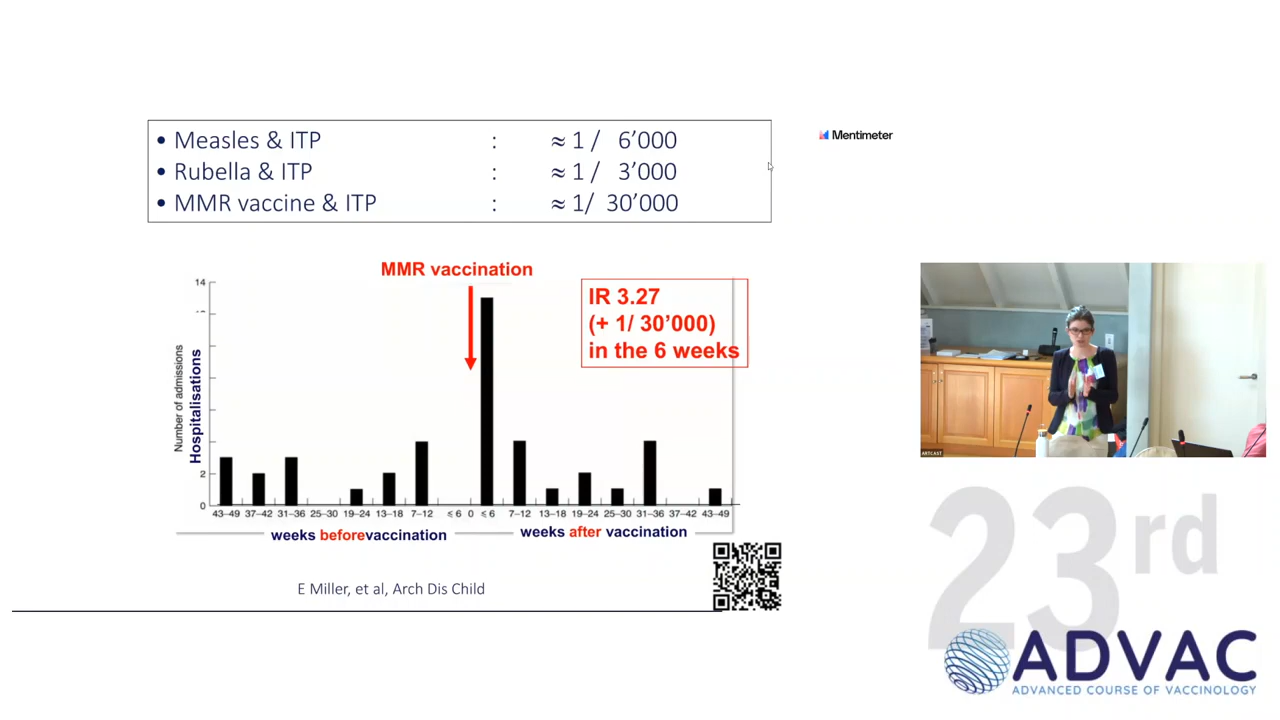 • Measles & ITP : ≈ 1 / 6’000
• Rubella & ITP : ≈ 1 / 3’000
• MMR vaccine & ITP : ≈ 1/ 30’000
Mentimeter
MMR vaccination
IR 3.27
(+ 1/ 30’000)
in the 6 weeks
Number of admissions
Hospitalisations
14
2
0
43–49 37–42 31–36 25–30 19–24 13–18 7–12 ≤ 6 0 ≤ 6 7–12 13–18 19–24 25–30 31–36 37–42 43–49
weeks beforevaccination weeks after vaccination
E Miller, et al, Arch Dis Child
ARTCAST
23rd
ADVAC
ADVANCED COURSE OF VACCINOLOGY